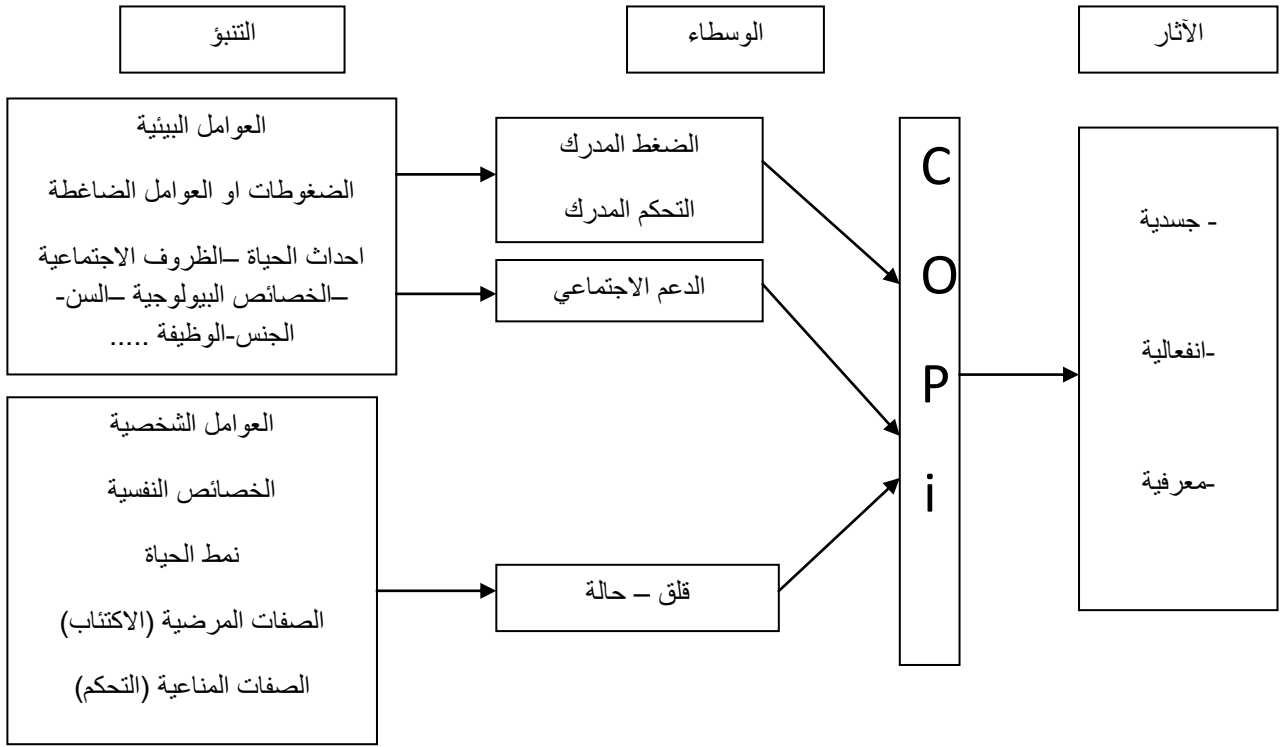 التنبؤ
الوسطاء
الآثار
العوامل البيئية
الضغوطات او العوامل الضاغطة
احداث الحياة –الظروف الاجتماعية
–الخصائص البيولوجية –السن-
الجنس-الوظيفة .....
العوامل الشخصية
الخصائص النفسية
نمط الحياة
الصفات المرضية (الاكتئاب)
الصفات المناعية (التحكم)
الضغط المدرك
التحكم المدرك
الدعم الاجتماعي
قلق – حالة
C
O
P
i
- جسدية
-انفعالية
-معرفية